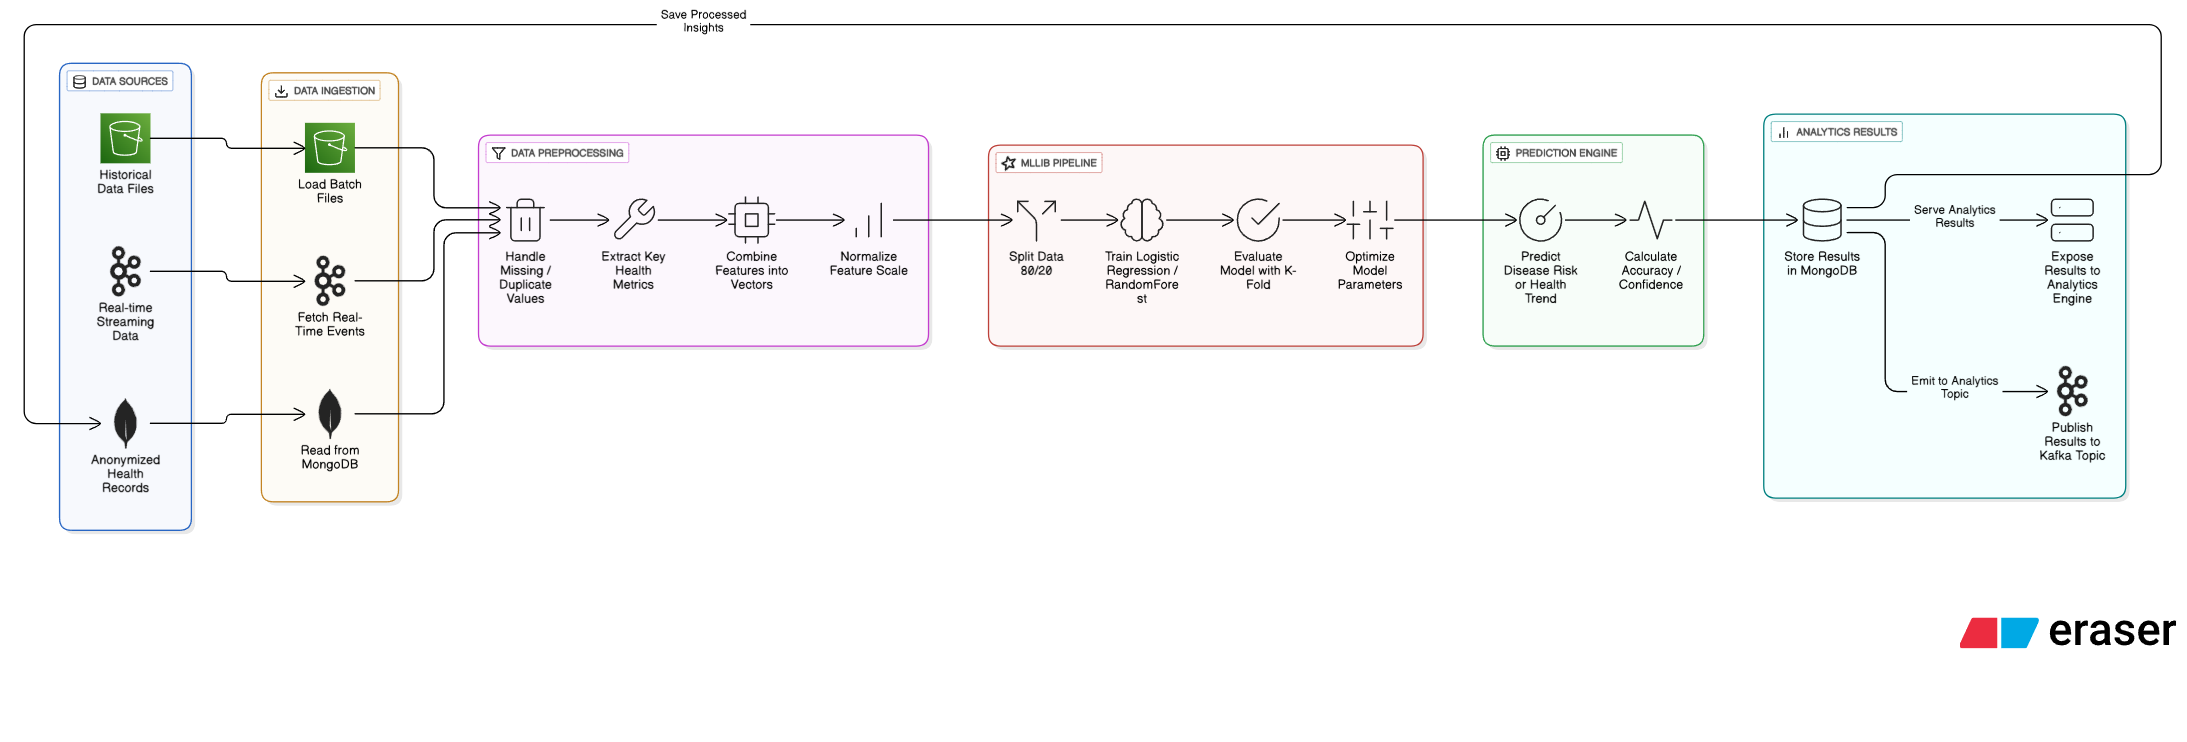 Save Processed
Insights
DATA SOURCES
Historical
Data Files
Real-time
Streaming
Data
Anonymized
Health
Records
DATA INGESTION
Load Batch
Files
Fetch Real-
Time Events
Read from
MongoDB
DATA PREPROCESSING
Handle
Missing /
Duplicate
Values
Extract Key
Health
Metrics
Combine
Features into
Vectors
Normalize
Feature Scale
MLLIB PIPELINE
Split Data
80/20
Train Logistic
Regression /
RandomFore
st
Evaluate
Model with K-
Fold
Optimize
Model
Parameters
PREDICTION ENGINE
Predict
Disease Risk
or Health
Trend
Calculate
Accuracy /
Confidence
ANALYTICS RESULTS
Store Results
in MongoDB
Serve Analytics
Results
Expose
Results to
Analytics
Engine
Emit to Analytics
Topic
Publish
Results to
Kafka Topic
eraser